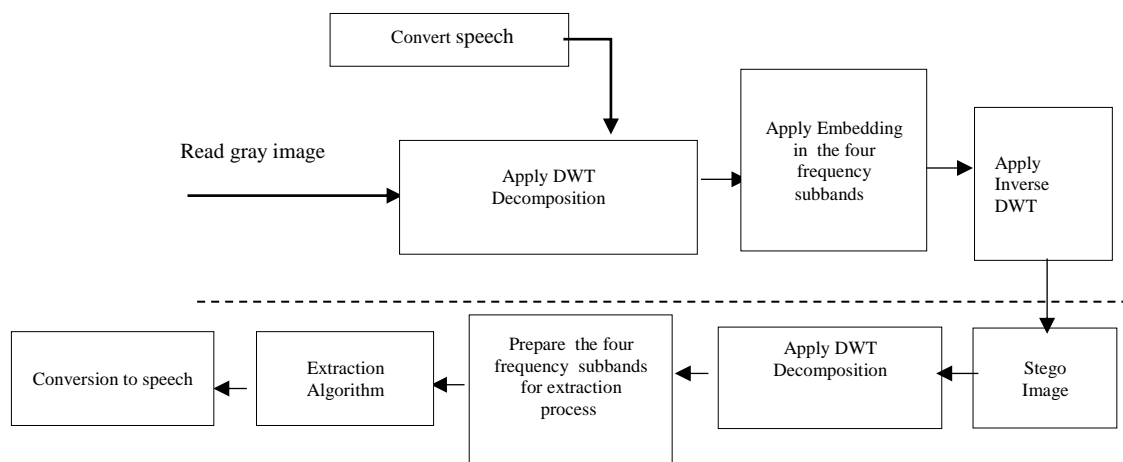 Convert speech
Read gray image
Apply DWT
Decomposition
Apply Embedding
in the four
frequency
subbands
Apply
Inverse
DWT
Conversion to speech
Extraction
Algorithm
Prepare the four
frequency subbands
for extraction
process
Apply DWT
Decomposition
Stego
Image